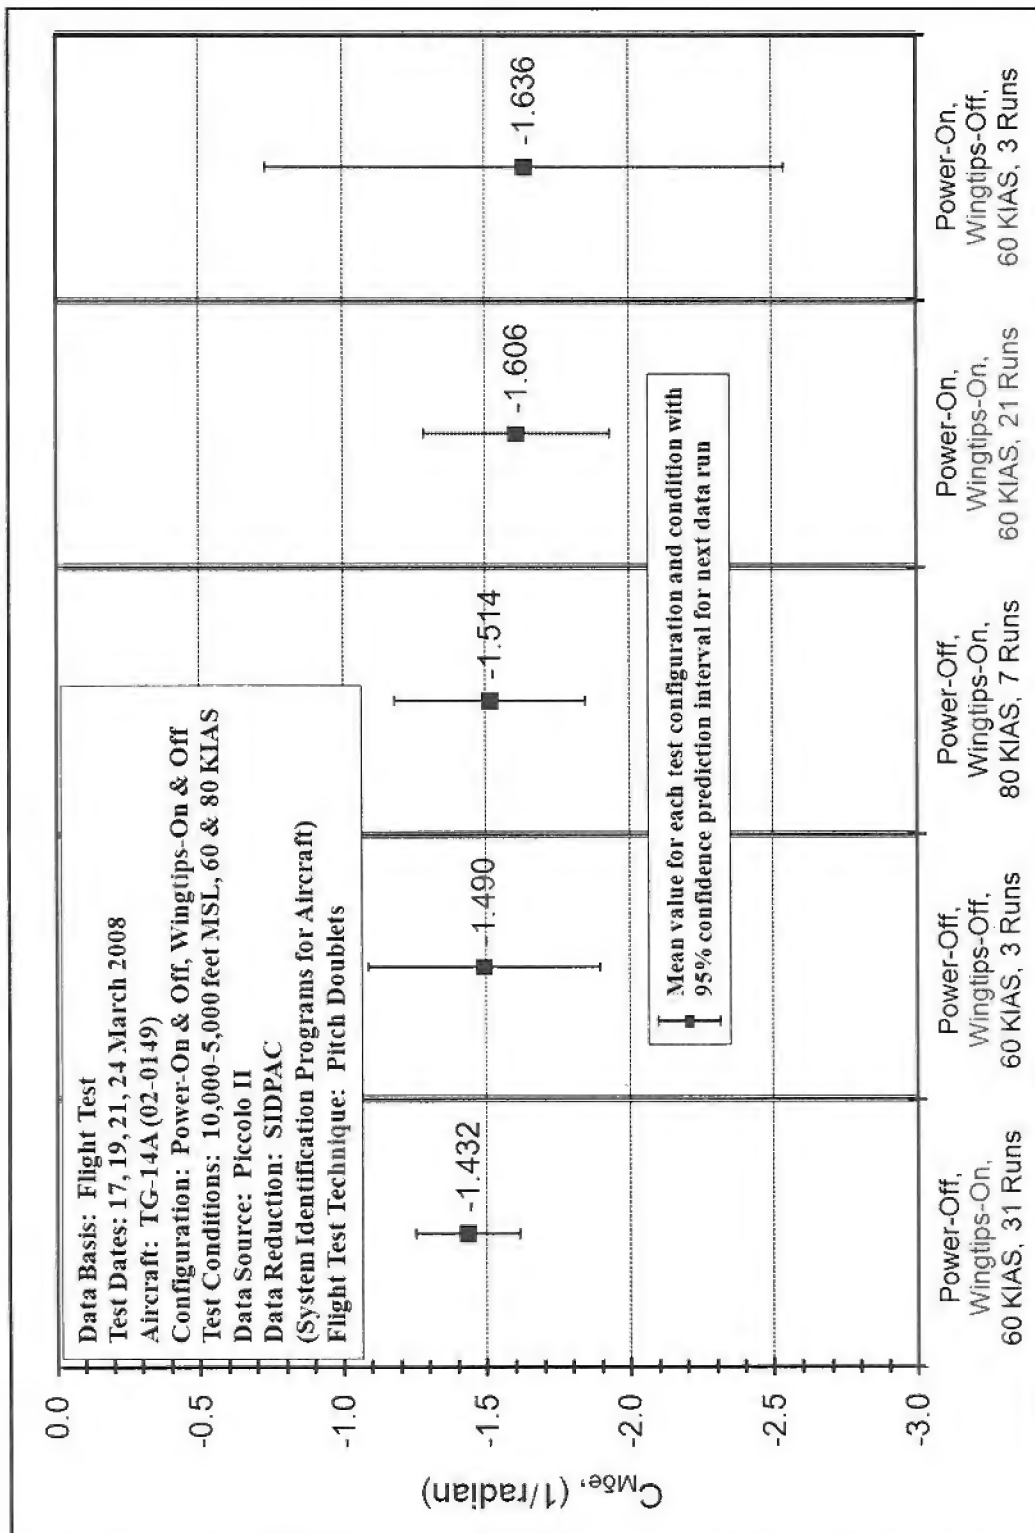 Data Basis: Flight Test
Test Dates: 17, 19, 21, 24 March 2008
Aircraft: TG-14A (02-0149)
Configuration: Power-On & Off, Wingtips-On & Off
Test Conditions: 10,000-5,000 feet MSL, 60 & 80 KIAS
Data Source: Piccolo II
Data Reduction: SIDPAC
(System Identification Programs for Aircraft)
Flight Test Technique: Pitch Doublets
CMδe, (1/radian)
0.0
-0.5
-1.0
-1.5
-2.0
-2.5
-3.0
-1.432
-1.490
-1.514
-1.606
-1.636
Mean value for each test configuration and condition with
95% confidence prediction interval for next data run
Power-Off,
Wingtips-On,
60 KIAS, 31 Runs
Power-Off,
Wingtips-Off,
60 KIAS, 3 Runs
Power-Off,
Wingtips-On,
80 KIAS, 7 Runs
Power-On,
Wingtips-On,
60 KIAS, 21 Runs
Power-On,
Wingtips-Off,
60 KIAS, 3 Runs